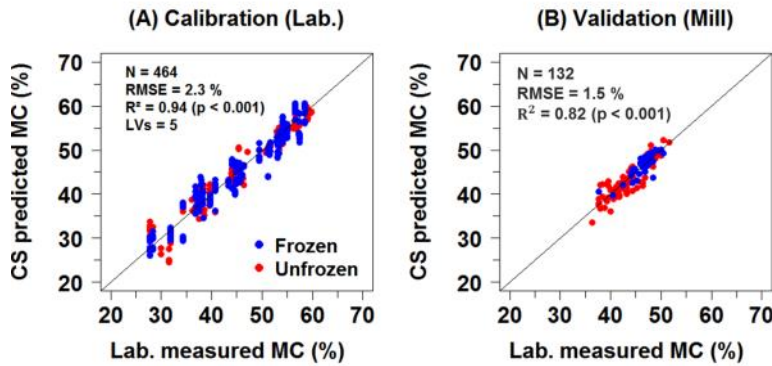 (A) Calibration (Lab.)
N = 464
RMSE = 2.3 %
R² = 0.94 (p < 0.001)
LVs = 5
Frozen
Unfrozen
CS predicted MC (%)
70
60
50
40
30
20
20 30 40 50 60 70
Lab. measured MC (%)
(B) Validation (Mill)
N = 132
RMSE = 1.5 %
R² = 0.82 (p < 0.001)
CS predicted MC (%)
70
60
50
40
30
20
20 30 40 50 60 70
Lab. measured MC (%)